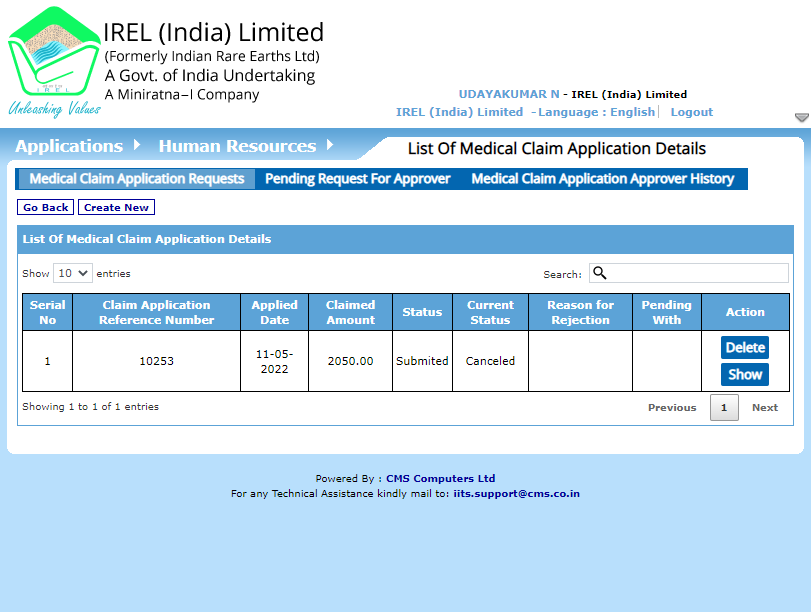 IREL (India) Limited
(Formerly Indian Rare Earths Ltd)
A Govt. of India Undertaking
A Miniratna–I Company
IREL
Unleashing Values
UDAYAKUMAR N - IREL (India) Limited
IREL (India) Limited - Language : English Logout
Applications Human Resources
List Of Medical Claim Application Details
Medical Claim Application Requests Pending Request For Approver Medical Claim Application Approver History
Go Back Create New
List Of Medical Claim Application Details
Show 10 entries Search:
Serial No Claim Application Reference Number Applied Date Claimed Amount Status Current Status Reason for Rejection Pending With Action
1 10253 11-05-2022 2050.00 Submited Canceled Delete
Show
Showing 1 to 1 of 1 entries Previous 1 Next
Powered By : CMS Computers Ltd
For any Technical Assistance kindly mail to: iits.support@cms.co.in